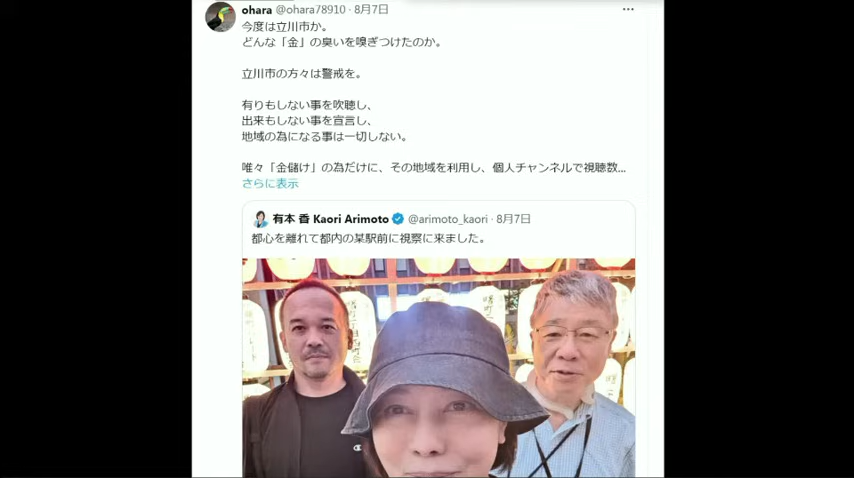 ohara @ohara78910 · 8月7日
今度は立川市か。
どんな「金」の臭いを嗅ぎつけたのか。
立川市の方々は警戒を。
有りもしない事を吹聴し、
出来もしない事を宣言し、
地域の為になる事は一切しない。
唯々「金儲け」の為だけに、その地域を利用し、個人チャンネルで視聴数...
さらに表示
有本 香 Kaori Arimoto @arimoto_kaori · 8月7日
都心を離れて都内の某駅前に視察に来ました。